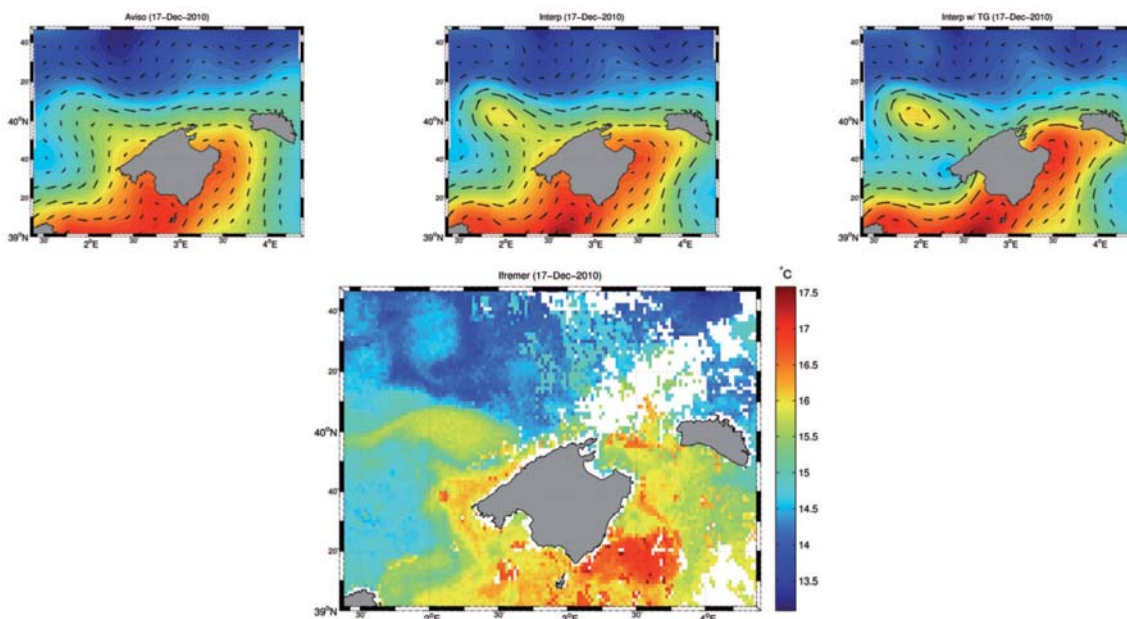 Aviso (17-Dec-2010)
Interp (17-Dec-2010)
Interp w/ TG (17-Dec-2010)
40'
20'
40°N
40'
20'
39°N
30' 2°E 30' 3°E 30' 4°E
40'
20'
40°N
40'
20'
39°N
30' 2°E 30' 3°E 30' 4°E
40'
20'
40°N
40'
20'
39°N
30' 2°E 30' 3°E 30' 4°E
Ifremer (17-Dec-2010)
40'
20'
40°N
40'
20'
39°N
30' 2°E 30' 3°E 30' 4°E
°C
17.5
17
16.5
16
15.5
15
14.5
14
13.5